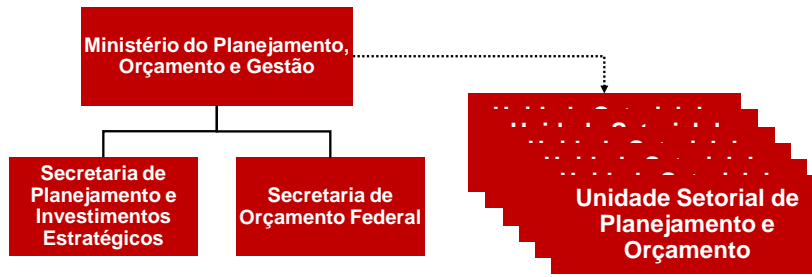 Ministério do Planejamento,
Orçamento e Gestão
Secretaria de
Planejamento e
Investimentos
Estratégicos
Secretaria de
Orçamento Federal
Unidade Setorial de
Planejamento e
Orçamento